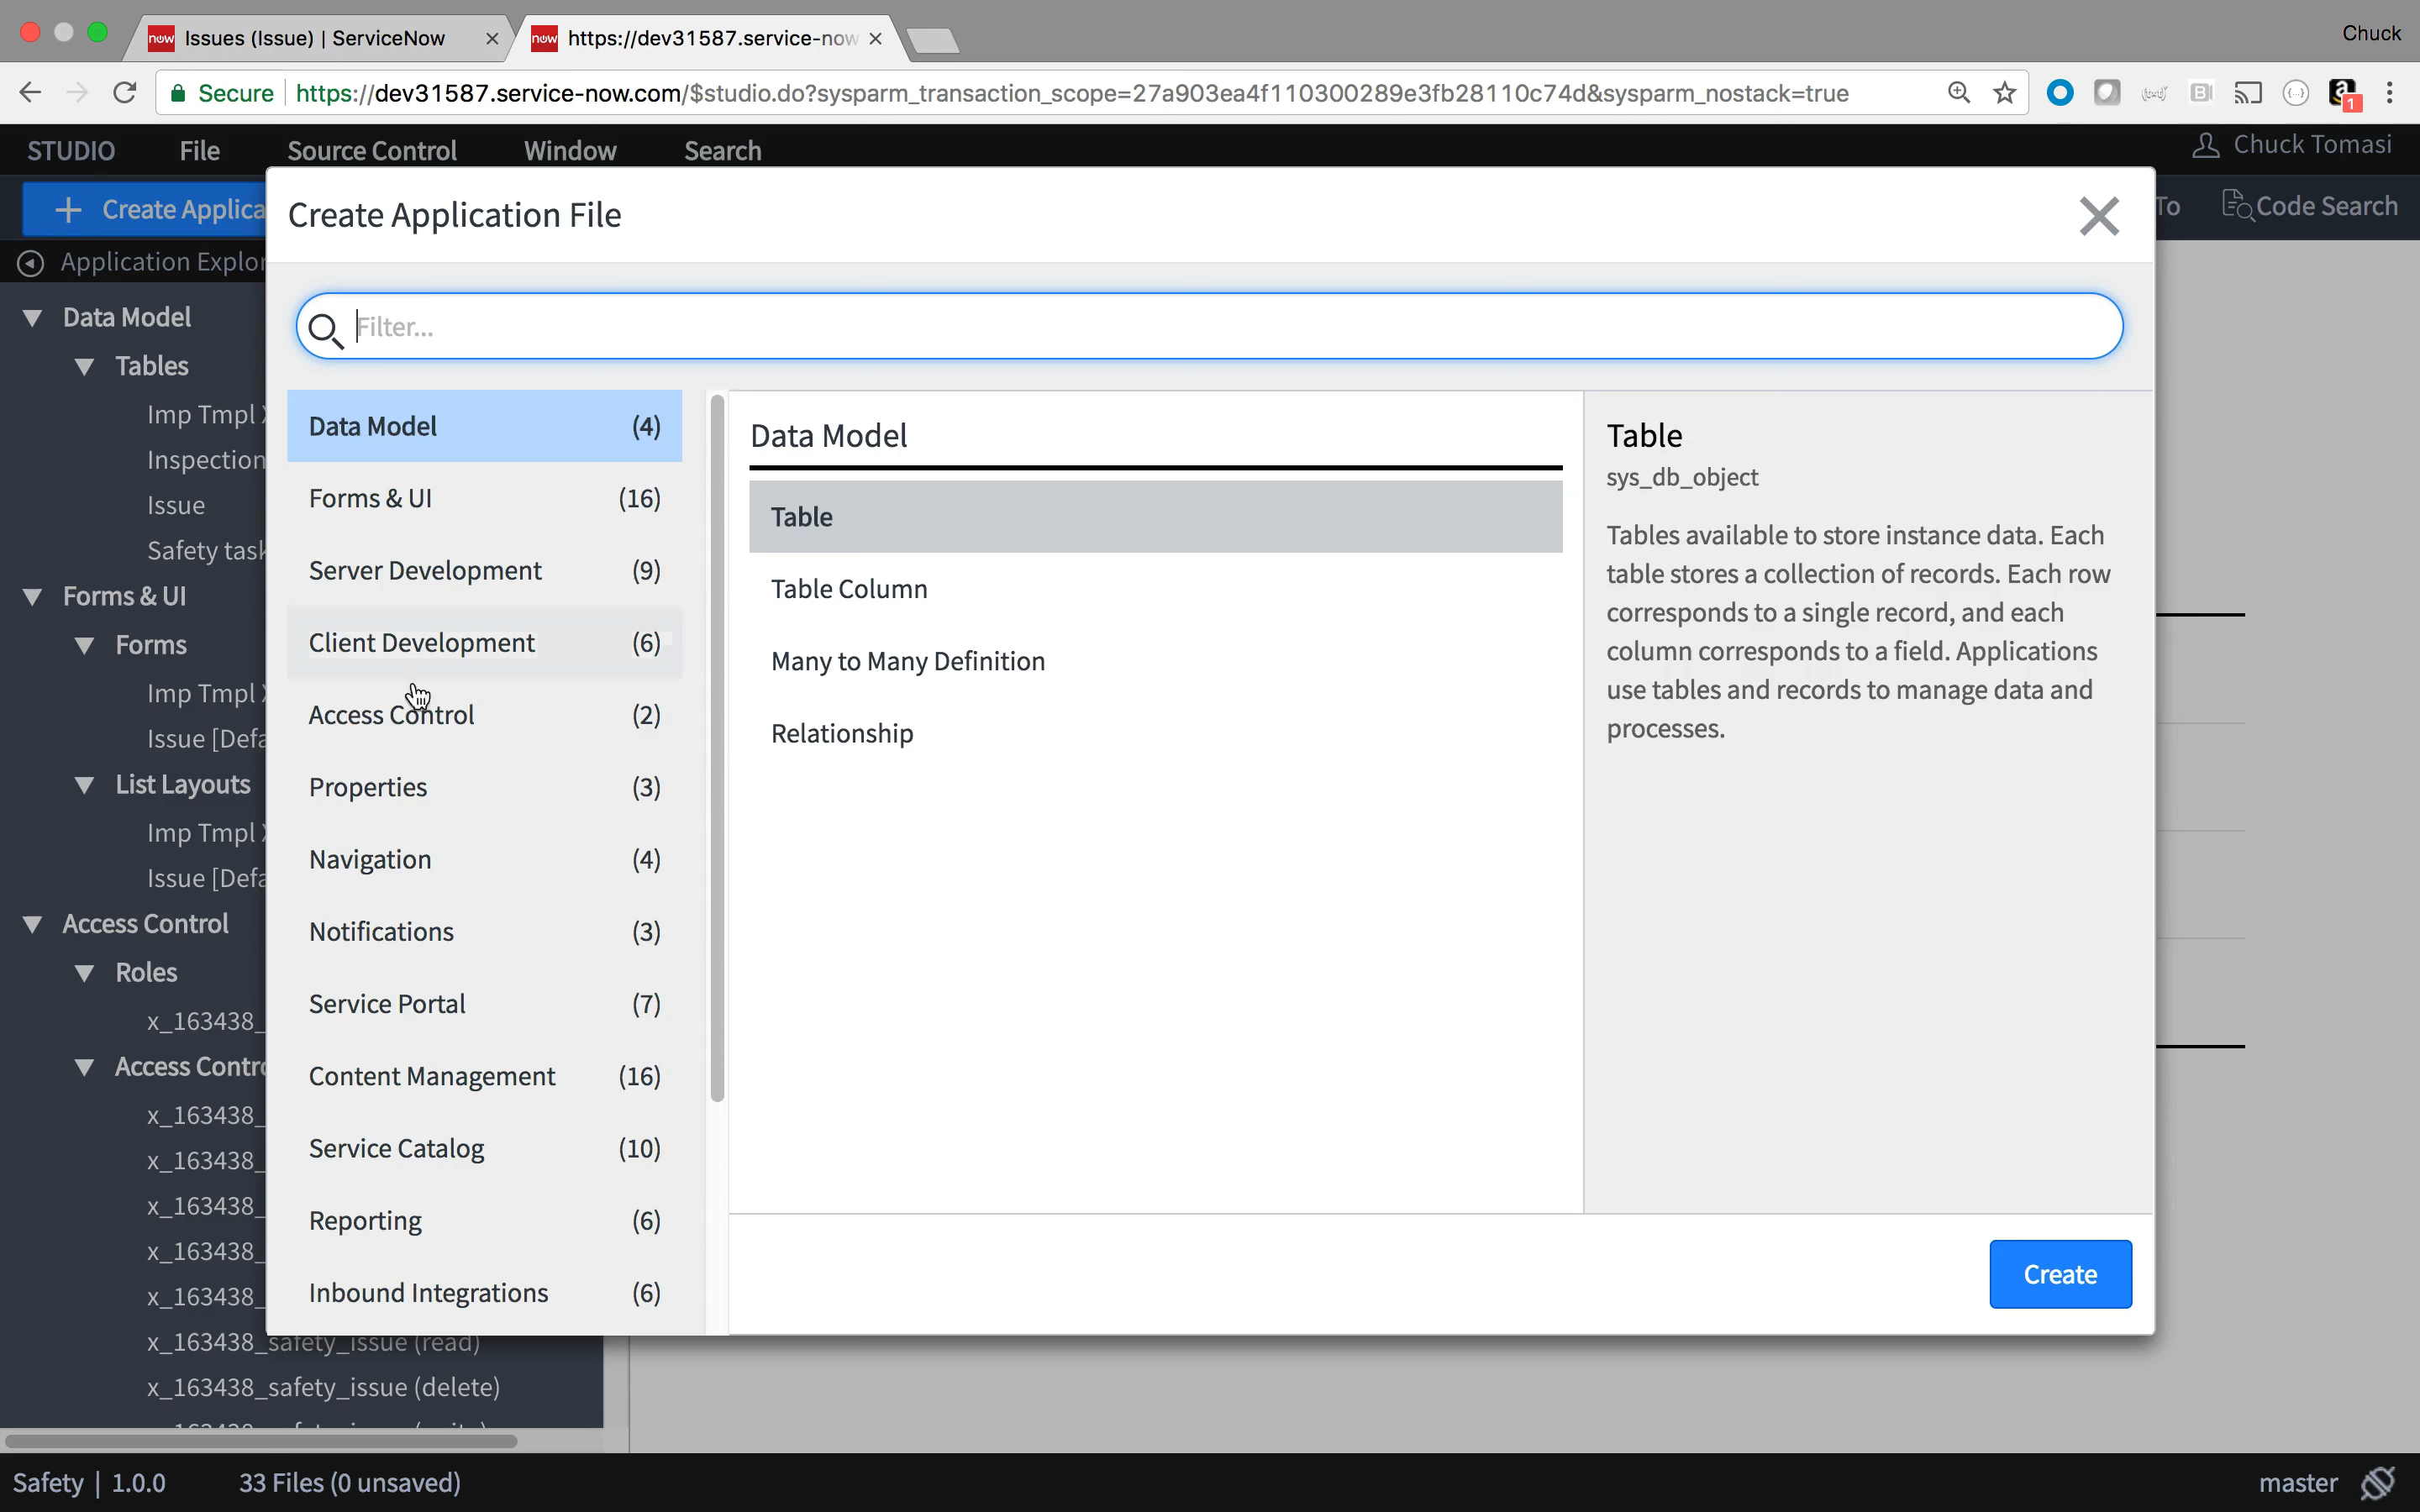 Issues (Issue) | ServiceNow
https://dev31587.service-now
Chuck
Secure
https://dev31587.service-now.com/$studio.do?sysparm_transaction_scope=27a903ea4f110300289e3fb28110c74d&sysparm_nostack=true
STUDIO File Source Control Window Search
Chuck Tomasi
Create Applica
To
Code Search
Create Application File
Application Explor
Filter...
Data Model
Tables
Imp Tmpl
Inspection
Issue
Safety task
Forms & UI
Forms
Imp Tmpl
Issue [Defa
List Layouts
Imp Tmpl
Issue [Defa
Access Control
Roles
x_163438_
Access Contro
x_163438_
x_163438_
x_163438_
x_163438_
x_163438_
x_163438_safety_issue (read)
x_163438_safety_issue (delete)
Data Model (4)
Forms & UI (16)
Server Development (9)
Client Development (6)
Access Control (2)
Properties (3)
Navigation (4)
Notifications (3)
Service Portal (7)
Content Management (16)
Service Catalog (10)
Reporting (6)
Inbound Integrations (6)
Data Model
Table
Table Column
Many to Many Definition
Relationship
Table
sys_db_object
Tables available to store instance data. Each
table stores a collection of records. Each row
corresponds to a single record, and each
column corresponds to a field. Applications
use tables and records to manage data and
processes.
Create
Safety | 1.0.0
33 Files (0 unsaved)
master